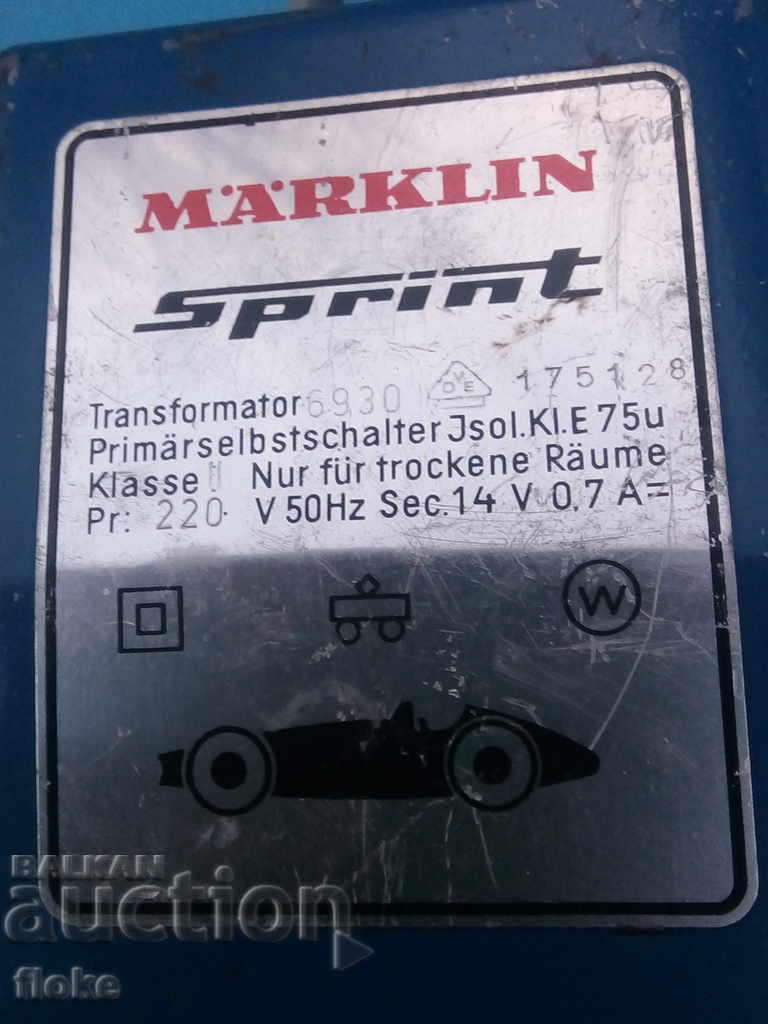 MÄRKLIN
Sprint
Transformator 6930 VDE 175128
Primärselbstschalter Jsol.Kl.E 75u
Klasse II Nur für trockene Räume
Pr: 220 V 50Hz Sec. 14 V 0,7 A=
W
BALKAN
auction
floke